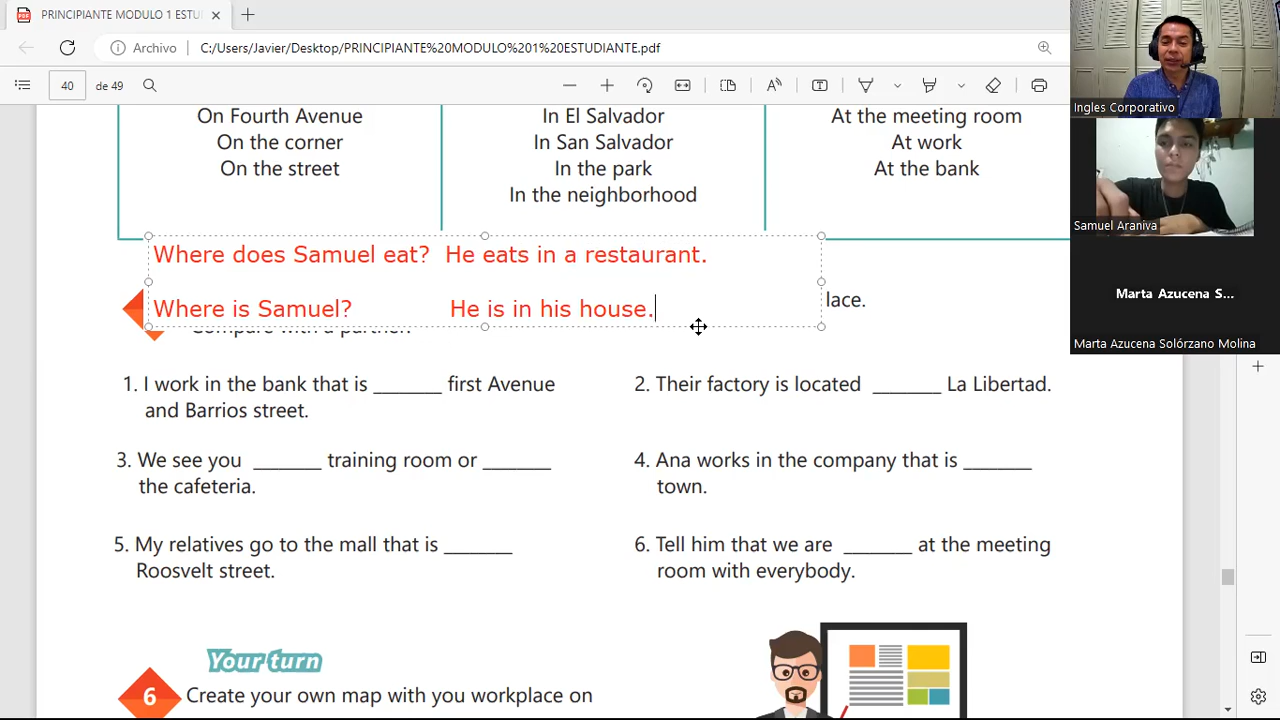 PRINCIPIANTE MODULO 1 ESTU
Archivo
C:/Users/Javier/Desktop/PRINCIPIANTE%20MODULO%201%20ESTUDIANTE.pdf
40 de 49
On Fourth Avenue
On the corner
On the street
In El Salvador
In San Salvador
In the park
In the neighborhood
At the meeting room
At work
At the bank
Where does Samuel eat? He eats in a restaurant.
Where is Samuel? He is in his house.
lace.
Compare with a partner.
1. I work in the bank that is _______ first Avenue
and Barrios street.
2. Their factory is located _______ La Libertad.
3. We see you _______ training room or _______
the cafeteria.
4. Ana works in the company that is _______
town.
5. My relatives go to the mall that is _______
Roosvelt street.
6. Tell him that we are _______ at the meeting
room with everybody.
Your turn
6 Create your own map with you workplace on
Ingles Corporativo
Samuel Araniva
Marta Azucena S...
Marta Azucena Solórzano Molina